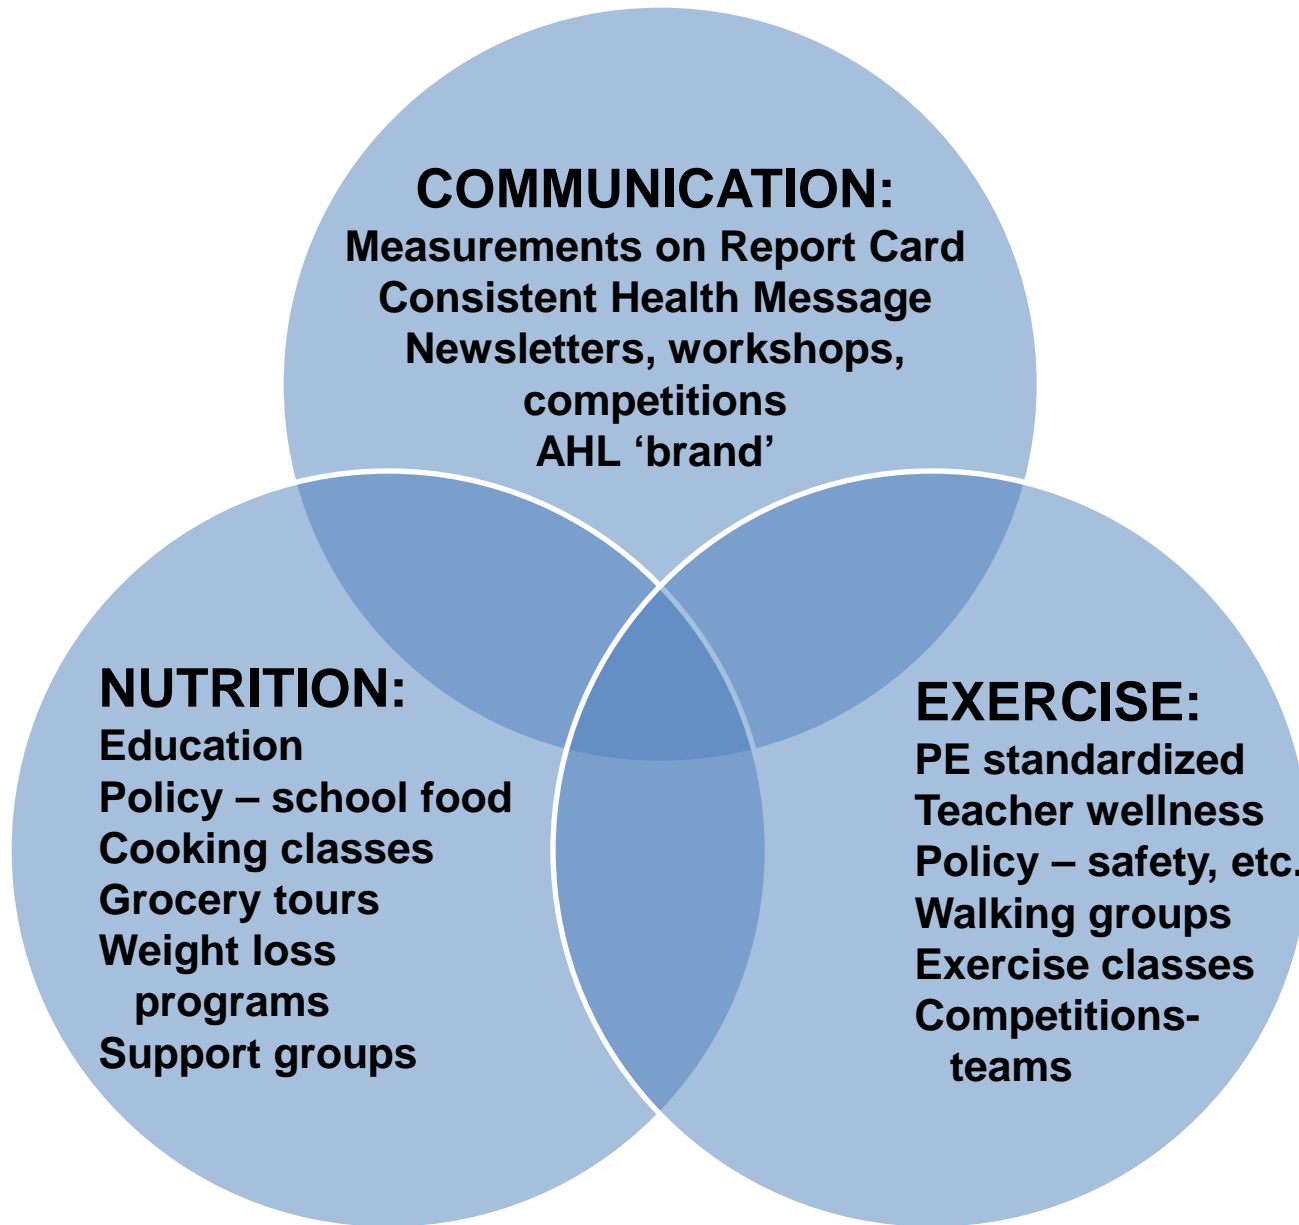 COMMUNICATION:
Measurements on Report Card
Consistent Health Message
Newsletters, workshops,
competitions
AHL ‘brand’
NUTRITION:
Education
Policy – school food
Cooking classes
Grocery tours
Weight loss
programs
Support groups
EXERCISE:
PE standardized
Teacher wellness
Policy – safety, etc.
Walking groups
Exercise classes
Competitions-
teams